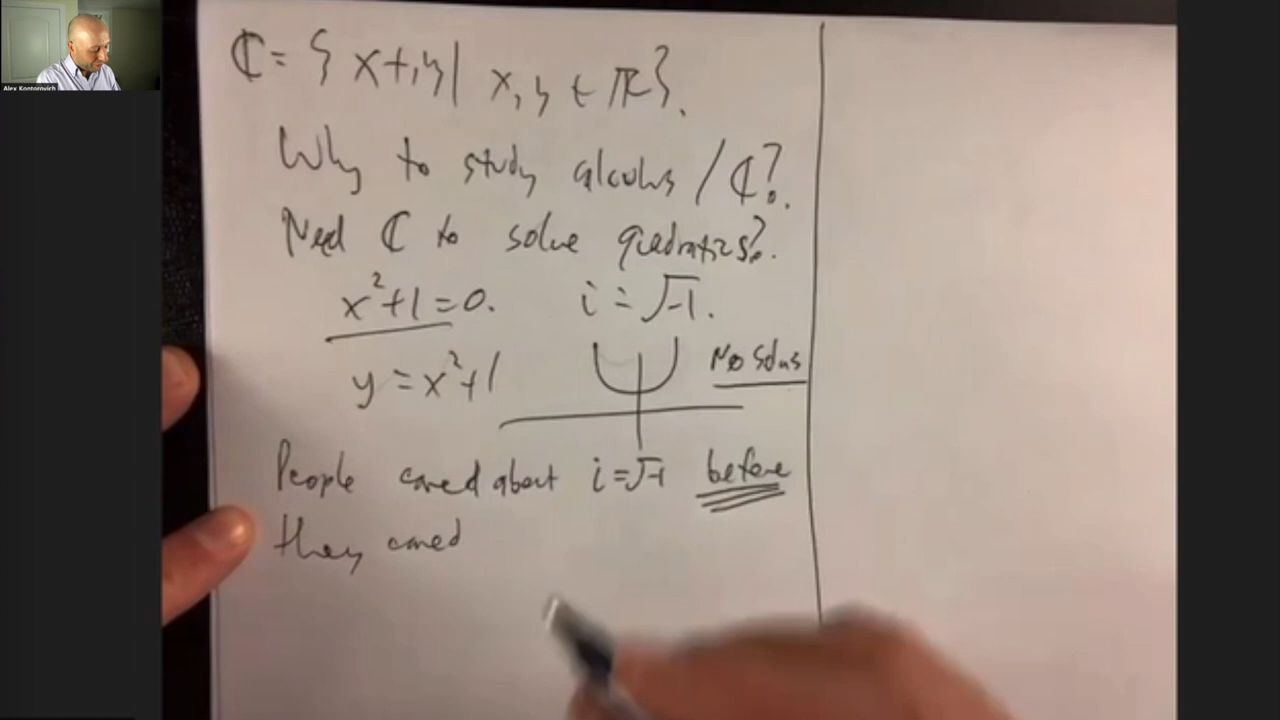 Alex Kontorovich
ℂ = { x+iy | x, y ∈ ℝ }.
Why to study calculus / ℂ?
Need ℂ to solve quadratics?
x²+1=0. i = √-1.
y = x²+1 No Solns
People cared about i=√-1 before
they cared